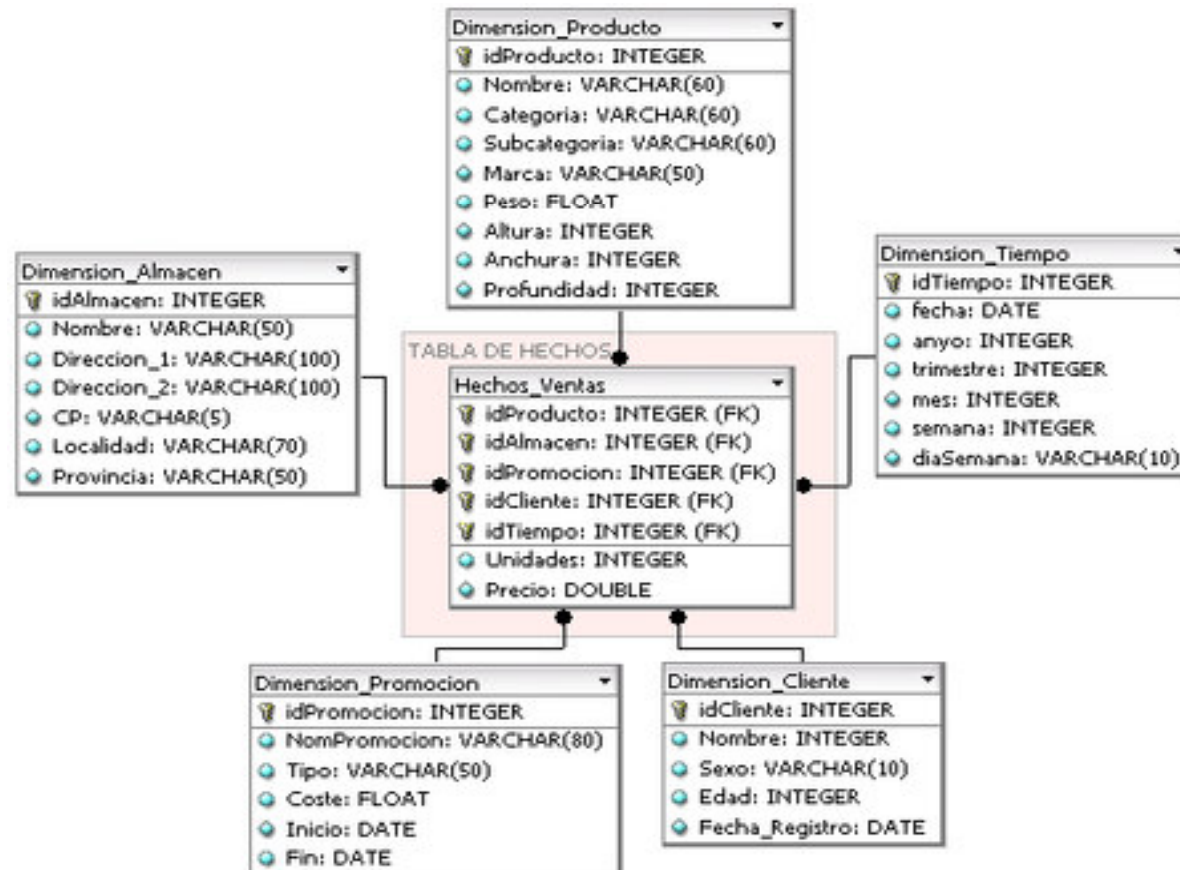 Dimension_Producto
idProducto: INTEGER
Nombre: VARCHAR(60)
Categoria: VARCHAR(60)
Subcategoria: VARCHAR(60)
Marca: VARCHAR(50)
Peso: FLOAT
Altura: INTEGER
Anchura: INTEGER
Profundidad: INTEGER
Dimension_Almacen
idAlmacen: INTEGER
Nombre: VARCHAR(50)
Direccion_1: VARCHAR(100)
Direccion_2: VARCHAR(100)
CP: VARCHAR(5)
Localidad: VARCHAR(70)
Provincia: VARCHAR(50)
Dimension_Tiempo
idTiempo: INTEGER
fecha: DATE
anyo: INTEGER
trimestre: INTEGER
mes: INTEGER
semana: INTEGER
diaSemana: VARCHAR(10)
TABLA DE HECHOS
Hechos_Ventas
idProducto: INTEGER (FK)
idAlmacen: INTEGER (FK)
idPromocion: INTEGER (FK)
idCliente: INTEGER (FK)
idTiempo: INTEGER (FK)
Unidades: INTEGER
Precio: DOUBLE
Dimension_Promocion
idPromocion: INTEGER
NomPromocion: VARCHAR(80)
Tipo: VARCHAR(50)
Coste: FLOAT
Inicio: DATE
Fin: DATE
Dimension_Cliente
idCliente: INTEGER
Nombre: INTEGER
Sexo: VARCHAR(10)
Edad: INTEGER
Fecha_Registro: DATE